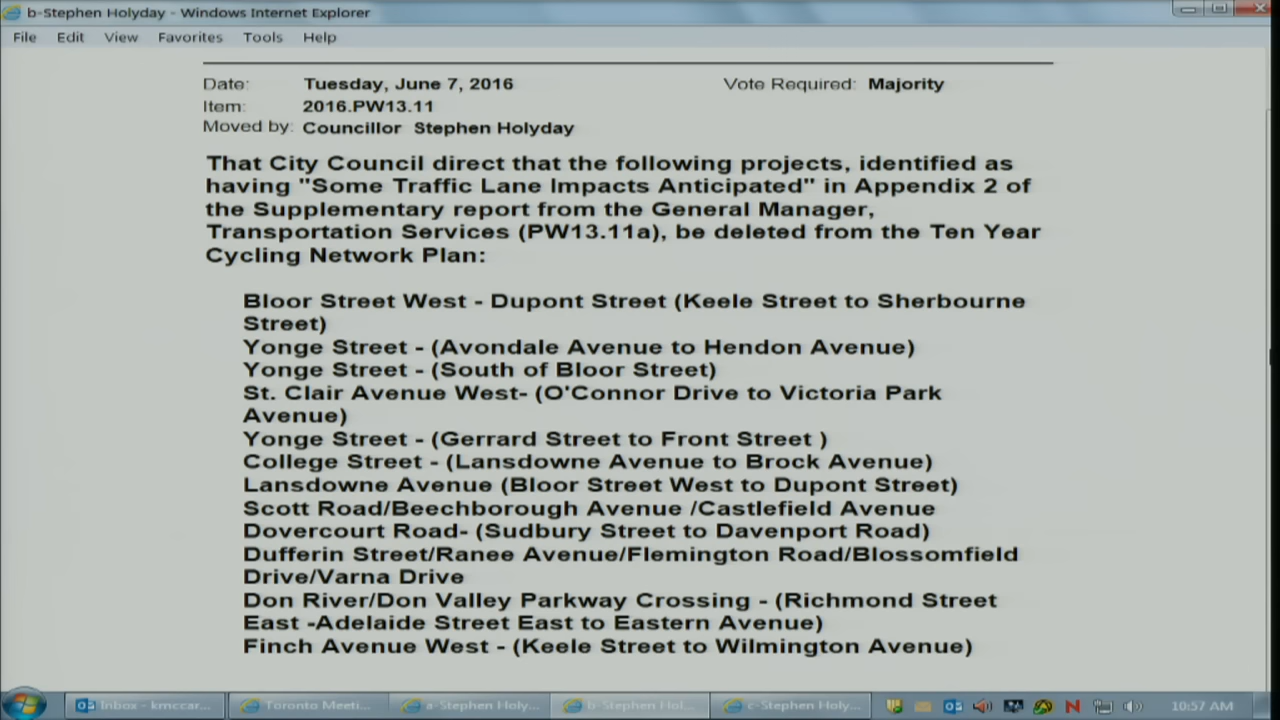 b-Stephen Holyday - Windows Internet Explorer
File Edit View Favorites Tools Help
Date: Tuesday, June 7, 2016 Vote Required: Majority
Item: 2016.PW13.11
Moved by: Councillor Stephen Holyday
That City Council direct that the following projects, identified as
having "Some Traffic Lane Impacts Anticipated" in Appendix 2 of
the Supplementary report from the General Manager,
Transportation Services (PW13.11a), be deleted from the Ten Year
Cycling Network Plan:
Bloor Street West - Dupont Street (Keele Street to Sherbourne
Street)
Yonge Street - (Avondale Avenue to Hendon Avenue)
Yonge Street - (South of Bloor Street)
St. Clair Avenue West- (O'Connor Drive to Victoria Park
Avenue)
Yonge Street - (Gerrard Street to Front Street )
College Street - (Lansdowne Avenue to Brock Avenue)
Lansdowne Avenue (Bloor Street West to Dupont Street)
Scott Road/Beechborough Avenue /Castlefield Avenue
Dovercourt Road- (Sudbury Street to Davenport Road)
Dufferin Street/Ranee Avenue/Flemington Road/Blossomfield
Drive/Varna Drive
Don River/Don Valley Parkway Crossing - (Richmond Street
East -Adelaide Street East to Eastern Avenue)
Finch Avenue West - (Keele Street to Wilmington Avenue)
Inbox - kmccar... Toronto Meeti... a-Stephen Holy... b-Stephen Hol... c-Stephen Holy... 10:57 AM